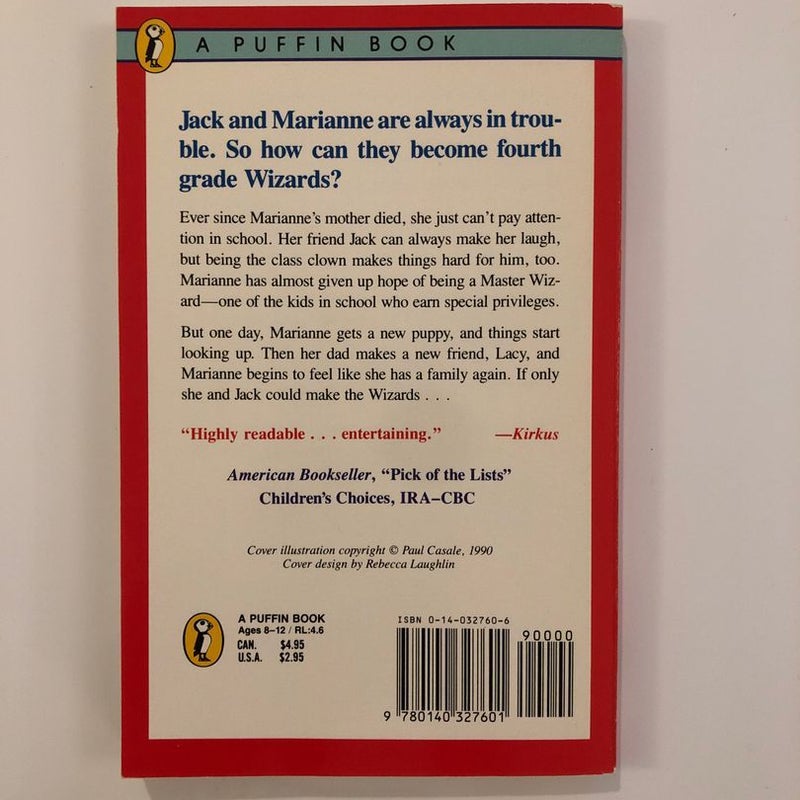 A PUFFIN BOOK
Jack and Marianne are always in trou-
ble. So how can they become fourth
grade Wizards?
Ever since Marianne's mother died, she just can't pay atten-
tion in school. Her friend Jack can always make her laugh,
but being the class clown makes things hard for him, too.
Marianne has almost given up hope of being a Master Wiz-
ard—one of the kids in school who earn special privileges.
But one day, Marianne gets a new puppy, and things start
looking up. Then her dad makes a new friend, Lacy, and
Marianne begins to feel like she has a family again. If only
she and Jack could make the Wizards . . .
“Highly readable . . . entertaining.” —Kirkus
American Bookseller, “Pick of the Lists”
Children's Choices, IRA–CBC
Cover illustration copyright © Paul Casale, 1990
Cover design by Rebecca Laughlin
A PUFFIN BOOK
Ages 8–12 / RL:4.6
CAN. $4.95
U.S.A. $2.95
ISBN 0-14-032760-6
90000
9 780140 327601